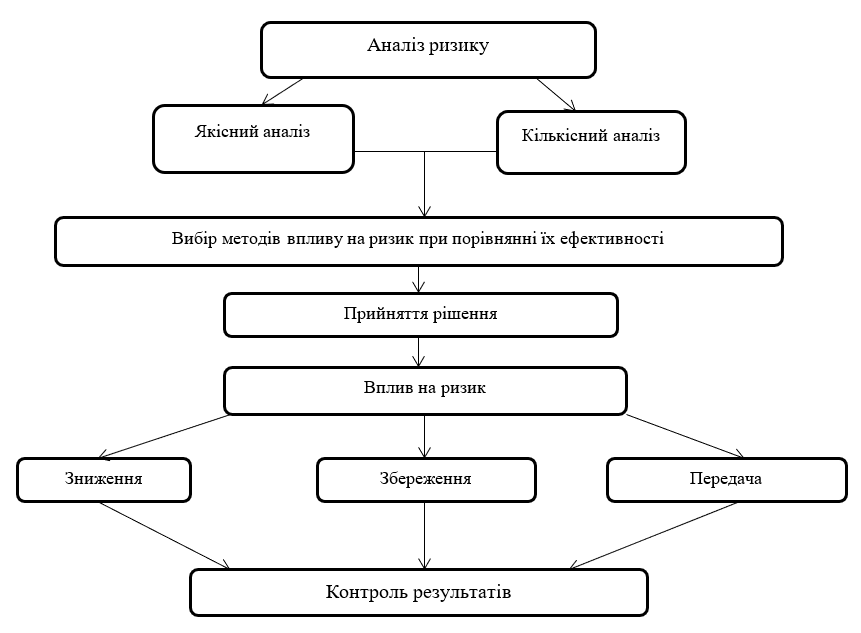 Аналіз ризику
Якісний аналіз
Кількісний аналіз
Вибір методів впливу на ризик при порівнянні їх ефективності
Прийняття рішення
Вплив на ризик
Зниження
Збереження
Передача
Контроль результатів